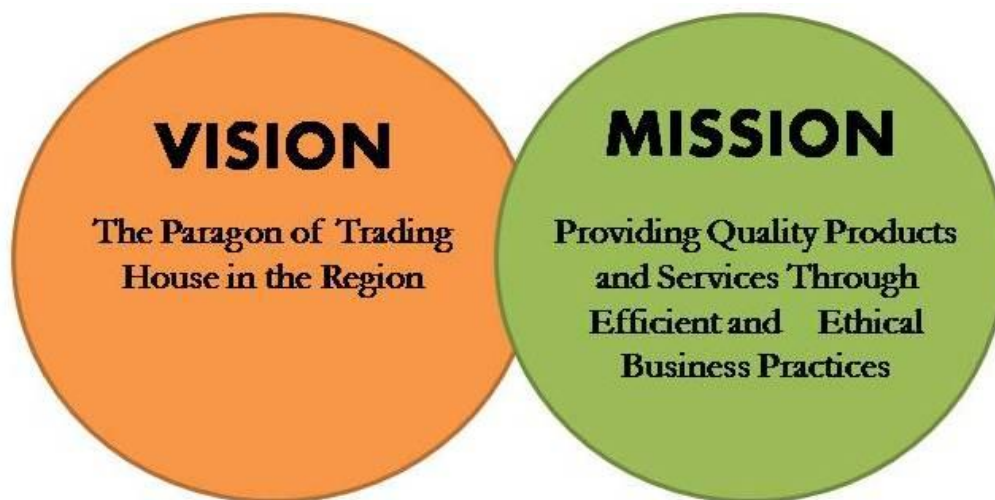 VISION
The Paragon of Trading
House in the Region
MISSION
Providing Quality Products
and Services Through
Efficient and Ethical
Business Practices